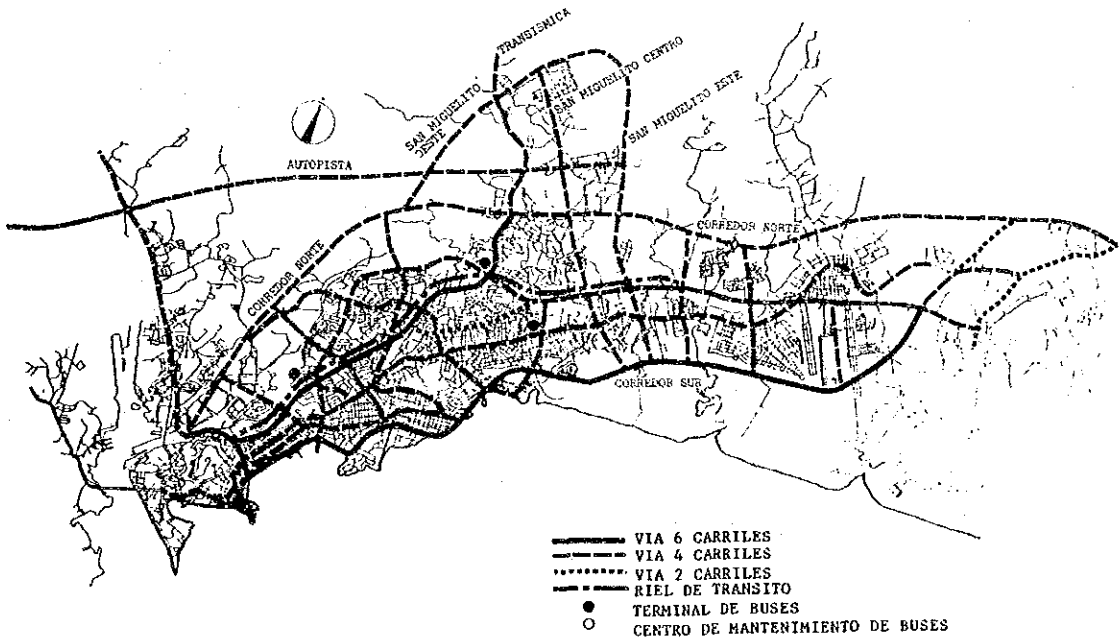 TRANSISMICA
SAN MIGUELITO CENTRO
SAN MIGUELITO
OESTE
SAN MIGUELITO ESTE
AUTOPISTA
CORREDOR NORTE
CORREDOR NORTE
CORREDOR SUR
VIA 6 CARRILES
VIA 4 CARRILES
VIA 2 CARRILES
RIEL DE TRANSITO
TERMINAL DE BUSES
CENTRO DE MANTENIMIENTO DE BUSES